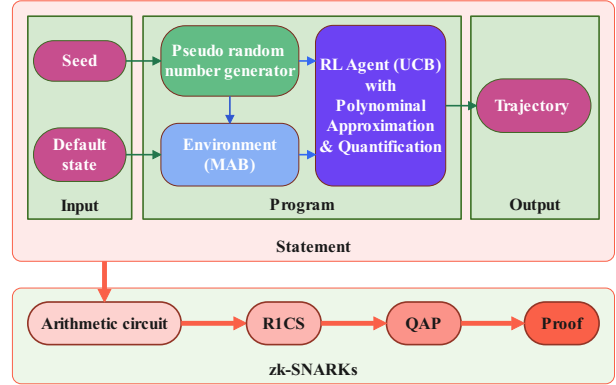 Seed
Default
state
Input
Pseudo random
number generator
Environment
(MAB)
RL Agent (UCB)
with
Polynominal
Approximation
& Quantification
Program
Trajectory
Output
Statement
Arithmetic circuit
R1CS
QAP
Proof
zk-SNARKs